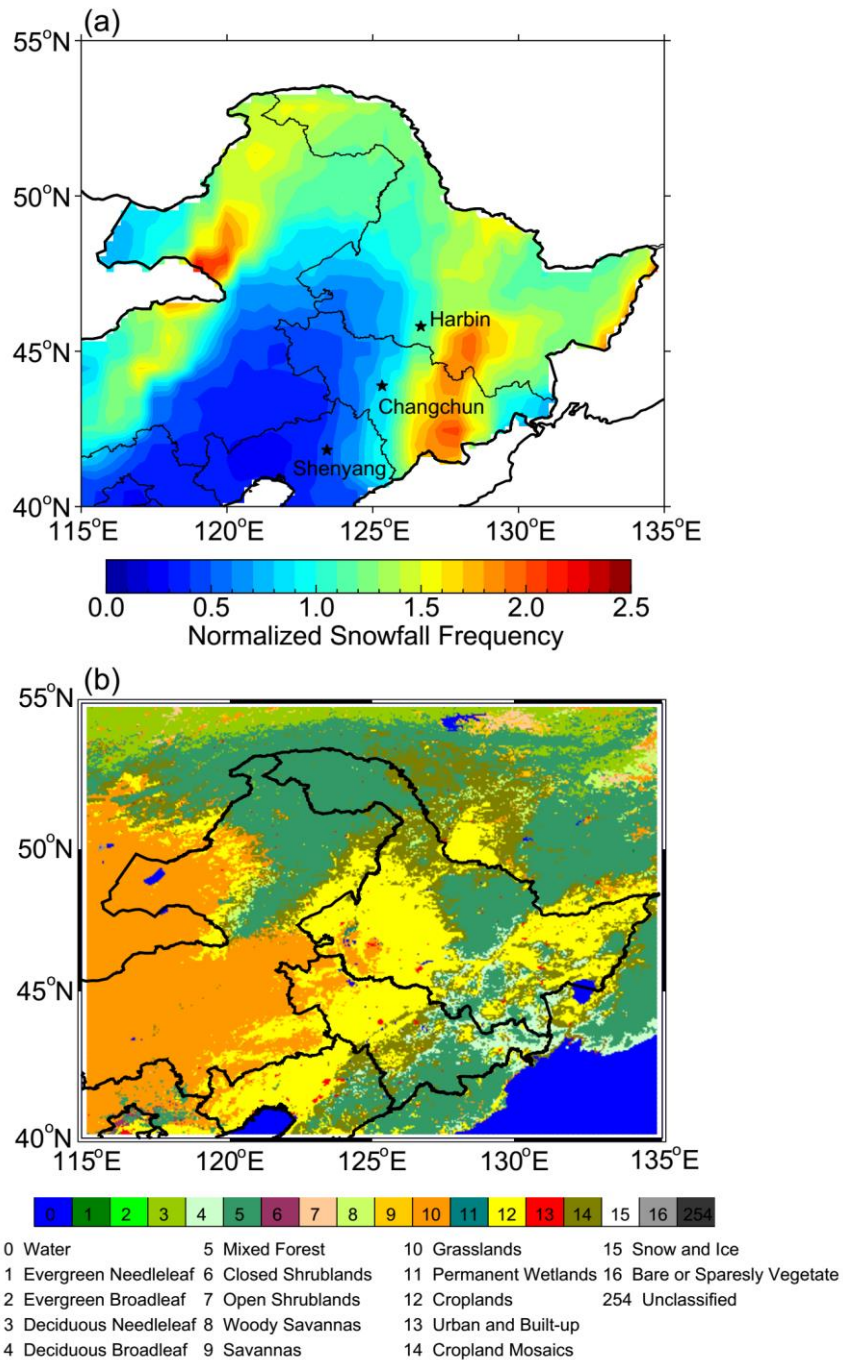 (a)
55°N
50°N
45°N
40°N
Harbin
Changchun
Shenyang
115°E 120°E 125°E 130°E 135°E
0.0 0.5 1.0 1.5 2.0 2.5
Normalized Snowfall Frequency
(b)
55°N
50°N
45°N
40°N
115°E 120°E 125°E 130°E 135°E
0 1 2 3 4 5 6 7 8 9 10 11 12 13 14 15 16 254
0 Water 5 Mixed Forest 10 Grasslands 15 Snow and Ice
1 Evergreen Needleleaf 6 Closed Shrublands 11 Permanent Wetlands 16 Bare or Sparesly Vegetate
2 Evergreen Broadleaf 7 Open Shrublands 12 Croplands 254 Unclassified
3 Deciduous Needleleaf 8 Woody Savannas 13 Urban and Built-up
4 Deciduous Broadleaf 9 Savannas 14 Cropland Mosaics